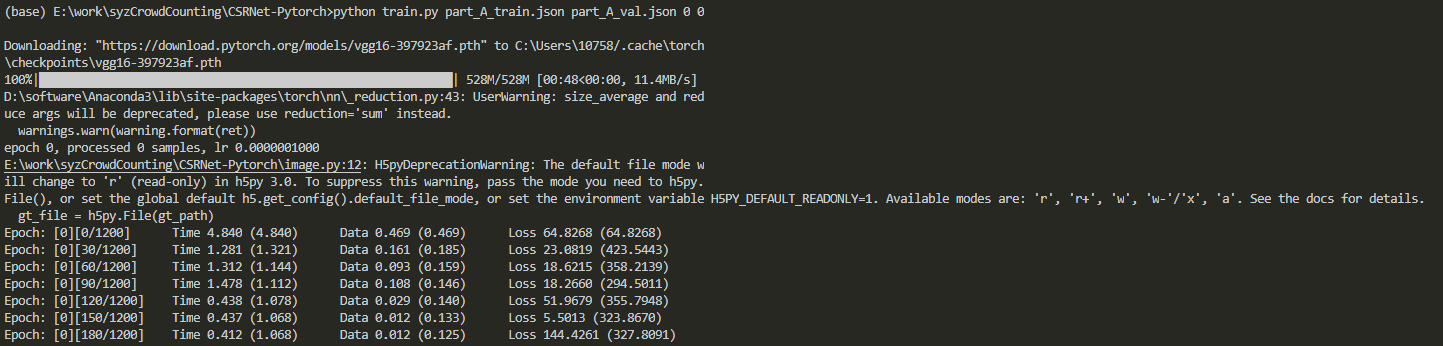 (base) E:\work\syzCrowdCounting\CSRNet-Pytorch>python train.py part_A_train.json part_A_val.json 0 0
Downloading: "https://download.pytorch.org/models/vgg16-397923af.pth" to C:\Users\10758/.cache\torch
\checkpoints\vgg16-397923af.pth
100%|██████████| 528M/528M [00:48<00:00, 11.4MB/s]
D:\software\Anaconda3\lib\site-packages\torch\nn\_reduction.py:43: UserWarning: size_average and red
uce args will be deprecated, please use reduction='sum' instead.
  warnings.warn(warning.format(ret))
epoch 0, processed 0 samples, lr 0.0000001000
E:\work\syzCrowdCounting\CSRNet-Pytorch\image.py:12: H5pyDeprecationWarning: The default file mode w
ill change to 'r' (read-only) in h5py 3.0. To suppress this warning, pass the mode you need to h5py.
File(), or set the global default h5.get_config().default_file_mode, or set the environment variable H5PY_DEFAULT_READONLY=1. Available modes are: 'r', 'r+', 'w', 'w-'/'x', 'a'. See the docs for details.
  gt_file = h5py.File(gt_path)
Epoch: [0][0/1200]      Time 4.840 (4.840)      Data 0.469 (0.469)      Loss 64.8268 (64.8268)
Epoch: [0][30/1200]     Time 1.281 (1.321)      Data 0.161 (0.185)      Loss 23.0819 (423.5443)
Epoch: [0][60/1200]     Time 1.312 (1.144)      Data 0.093 (0.159)      Loss 18.6215 (358.2139)
Epoch: [0][90/1200]     Time 1.478 (1.112)      Data 0.108 (0.146)      Loss 18.2660 (294.5011)
Epoch: [0][120/1200]    Time 0.438 (1.078)      Data 0.029 (0.140)      Loss 51.9679 (355.7948)
Epoch: [0][150/1200]    Time 0.437 (1.068)      Data 0.012 (0.133)      Loss 5.5013 (323.8670)
Epoch: [0][180/1200]    Time 0.412 (1.068)      Data 0.012 (0.125)      Loss 144.4261 (327.8091)